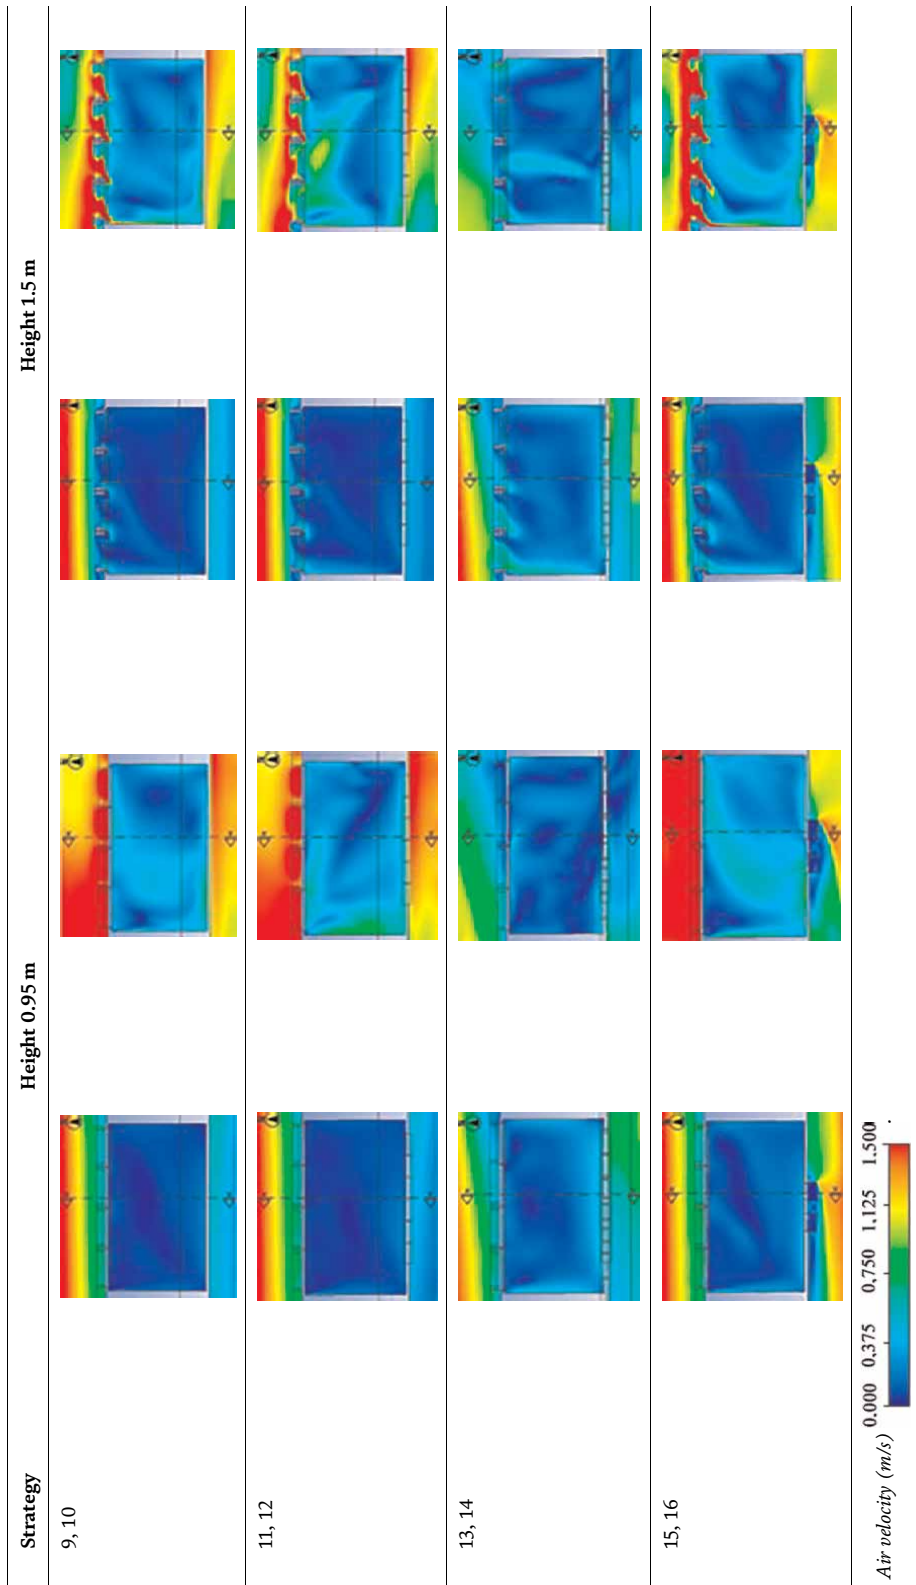 Strategy Height 0.95 m Height 1.5 m
9, 10
11, 12
13, 14
15, 16
Air velocity (m/s) 0.000 0.375 0.750 1.125 1.500 .